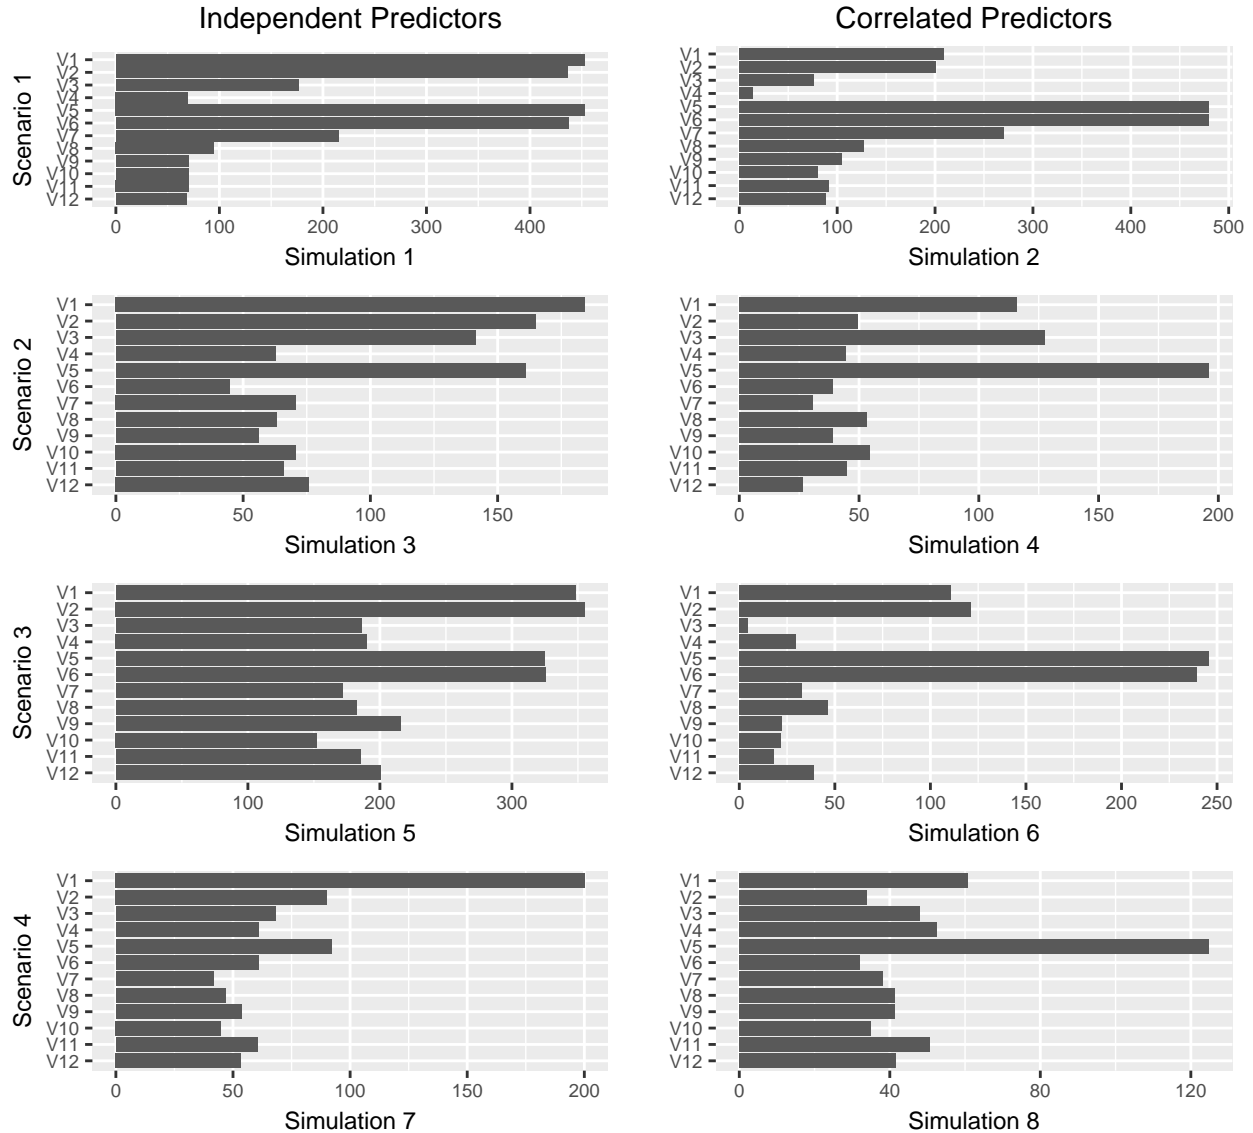 Independent Predictors
Correlated Predictors
Scenario 1
V1
V2
V3
V4
V5
V6
V7
V8
V9
V10
V11
V12
0 100 200 300 400
Simulation 1
V1
V2
V3
V4
V5
V6
V7
V8
V9
V10
V11
V12
0 100 200 300 400 500
Simulation 2
Scenario 2
V1
V2
V3
V4
V5
V6
V7
V8
V9
V10
V11
V12
0 50 100 150
Simulation 3
V1
V2
V3
V4
V5
V6
V7
V8
V9
V10
V11
V12
0 50 100 150 200
Simulation 4
Scenario 3
V1
V2
V3
V4
V5
V6
V7
V8
V9
V10
V11
V12
0 100 200 300
Simulation 5
V1
V2
V3
V4
V5
V6
V7
V8
V9
V10
V11
V12
0 50 100 150 200 250
Simulation 6
Scenario 4
V1
V2
V3
V4
V5
V6
V7
V8
V9
V10
V11
V12
0 50 100 150 200
Simulation 7
V1
V2
V3
V4
V5
V6
V7
V8
V9
V10
V11
V12
0 40 80 120
Simulation 8